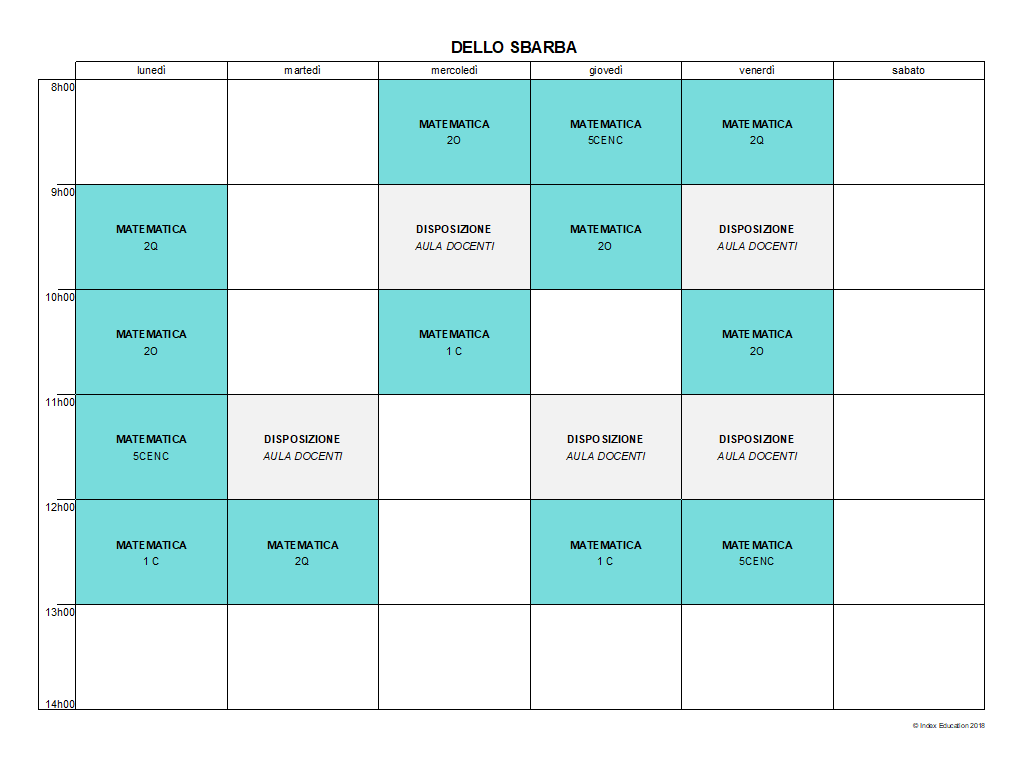 DELLO SBARBA
lunedì martedì mercoledì giovedì venerdì sabato
8h00
MATEMATICA MATEMATICA MATEMATICA
2O 5CENC 2Q
9h00
MATEMATICA DISPOSIZIONE MATEMATICA DISPOSIZIONE
2Q AULA DOCENTI 2O AULA DOCENTI
10h00
MATEMATICA MATEMATICA MATEMATICA
2O 1 C 2O
11h00
MATEMATICA DISPOSIZIONE DISPOSIZIONE DISPOSIZIONE
5CENC AULA DOCENTI AULA DOCENTI AULA DOCENTI
12h00
MATEMATICA MATEMATICA MATEMATICA MATEMATICA
1 C 2Q 1 C 5CENC
13h00
14h00
© Index Education 2018